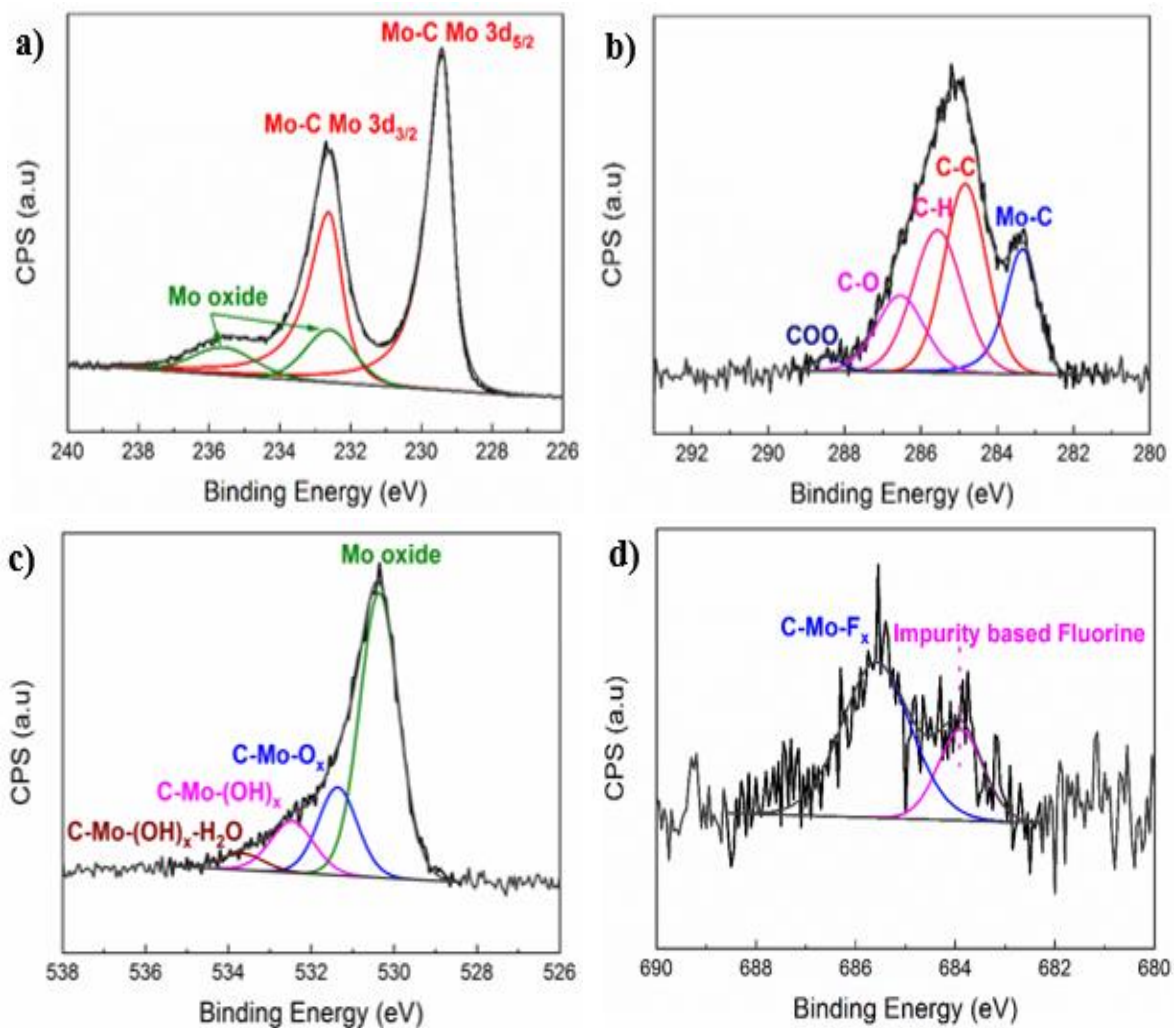 a)
Mo-C Mo 3d5/2
Mo-C Mo 3d3/2
Mo oxide
CPS (a.u)
240 238 236 234 232 230 228 226
Binding Energy (eV)
b)
C-C
C-H
Mo-C
C-O
COO
CPS (a.u)
292 290 288 286 284 282 280
Binding Energy (eV)
c)
Mo oxide
C-Mo-Ox
C-Mo-(OH)x
C-Mo-(OH)x-H2O
CPS (a.u)
538 536 534 532 530 528 526
Binding Energy (eV)
d)
C-Mo-Fx
Impurity based Fluorine
CPS (a.u)
690 688 686 684 682 680
Binding Energy (eV)